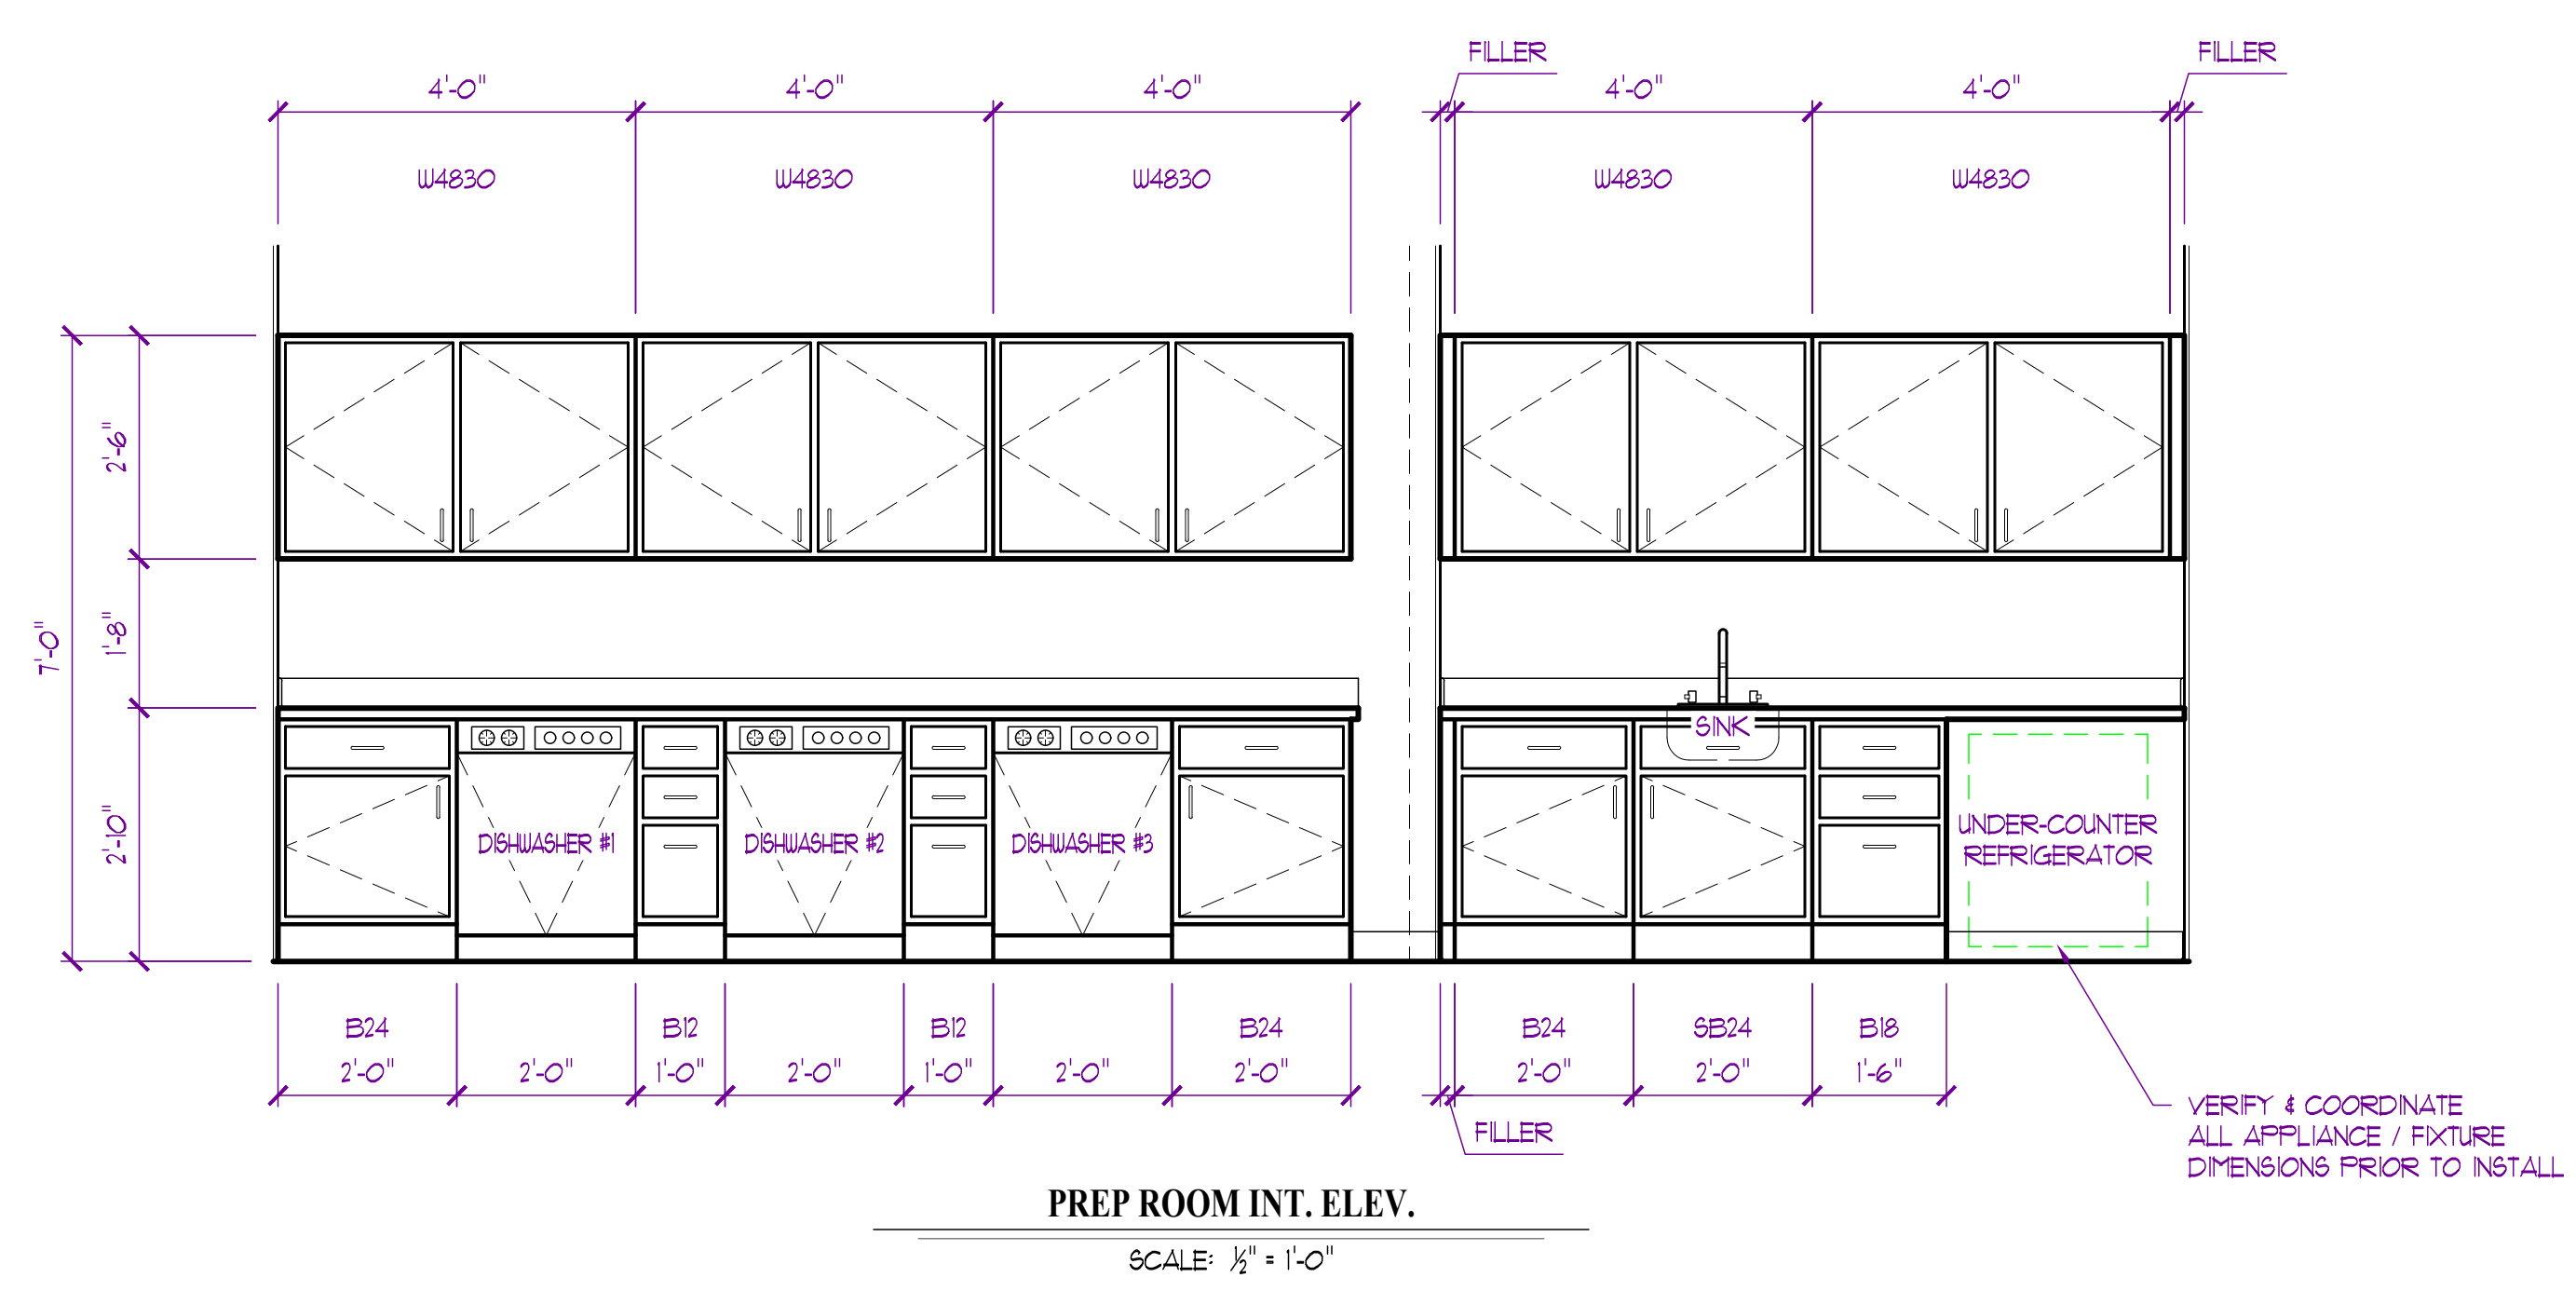 FILLER
FILLER
4'-0"
4'-0"
4'-0"
4'-0"
4'-0"
W4830
W4830
W4830
W4830
W4830
2'-6"
1'-8"
7'-0"
2'-10"
SINK
DISHWASHER #1
DISHWASHER #2
DISHWASHER #3
UNDER-COUNTER
REFRIGERATOR
B24
B12
B12
B24
B24
SB24
B18
2'-0"
2'-0"
1'-0"
2'-0"
1'-0"
2'-0"
2'-0"
2'-0"
2'-0"
1'-6"
FILLER
VERIFY & COORDINATE
ALL APPLIANCE / FIXTURE
DIMENSIONS PRIOR TO INSTALL
PREP ROOM INT. ELEV.
SCALE: ½" = 1'-0"